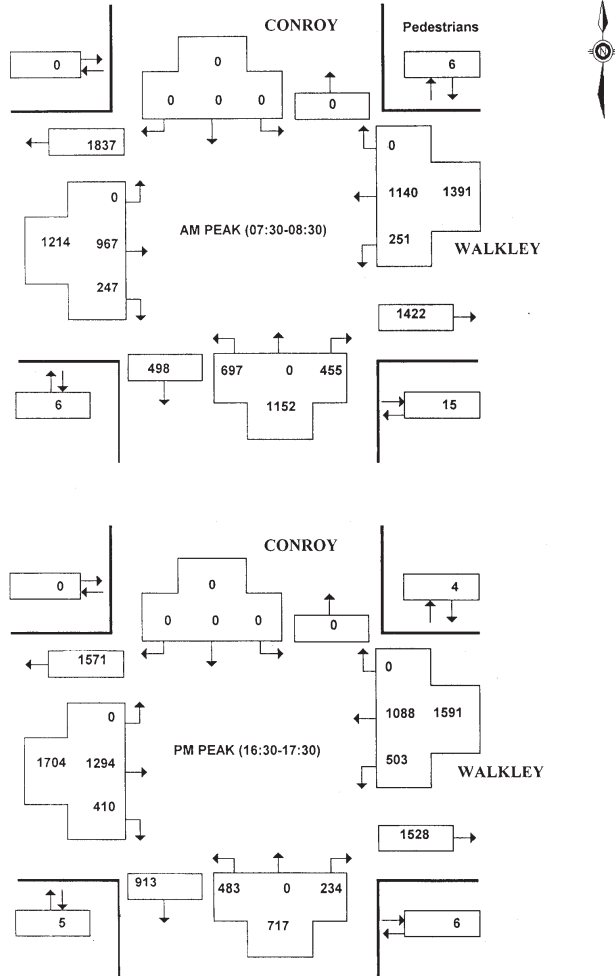 CONROY
Pedestrians
N
0
0
6
0 0 0
0
1837
0
0
1140 1391
AM PEAK (07:30-08:30)
1214 967
251
WALKLEY
247
1422
498
697 0 455
6
1152
15
CONROY
0
0
4
0 0 0
0
1571
0
0
1088 1591
PM PEAK (16:30-17:30)
1704 1294
503
WALKLEY
410
1528
913
483 0 234
5
717
6